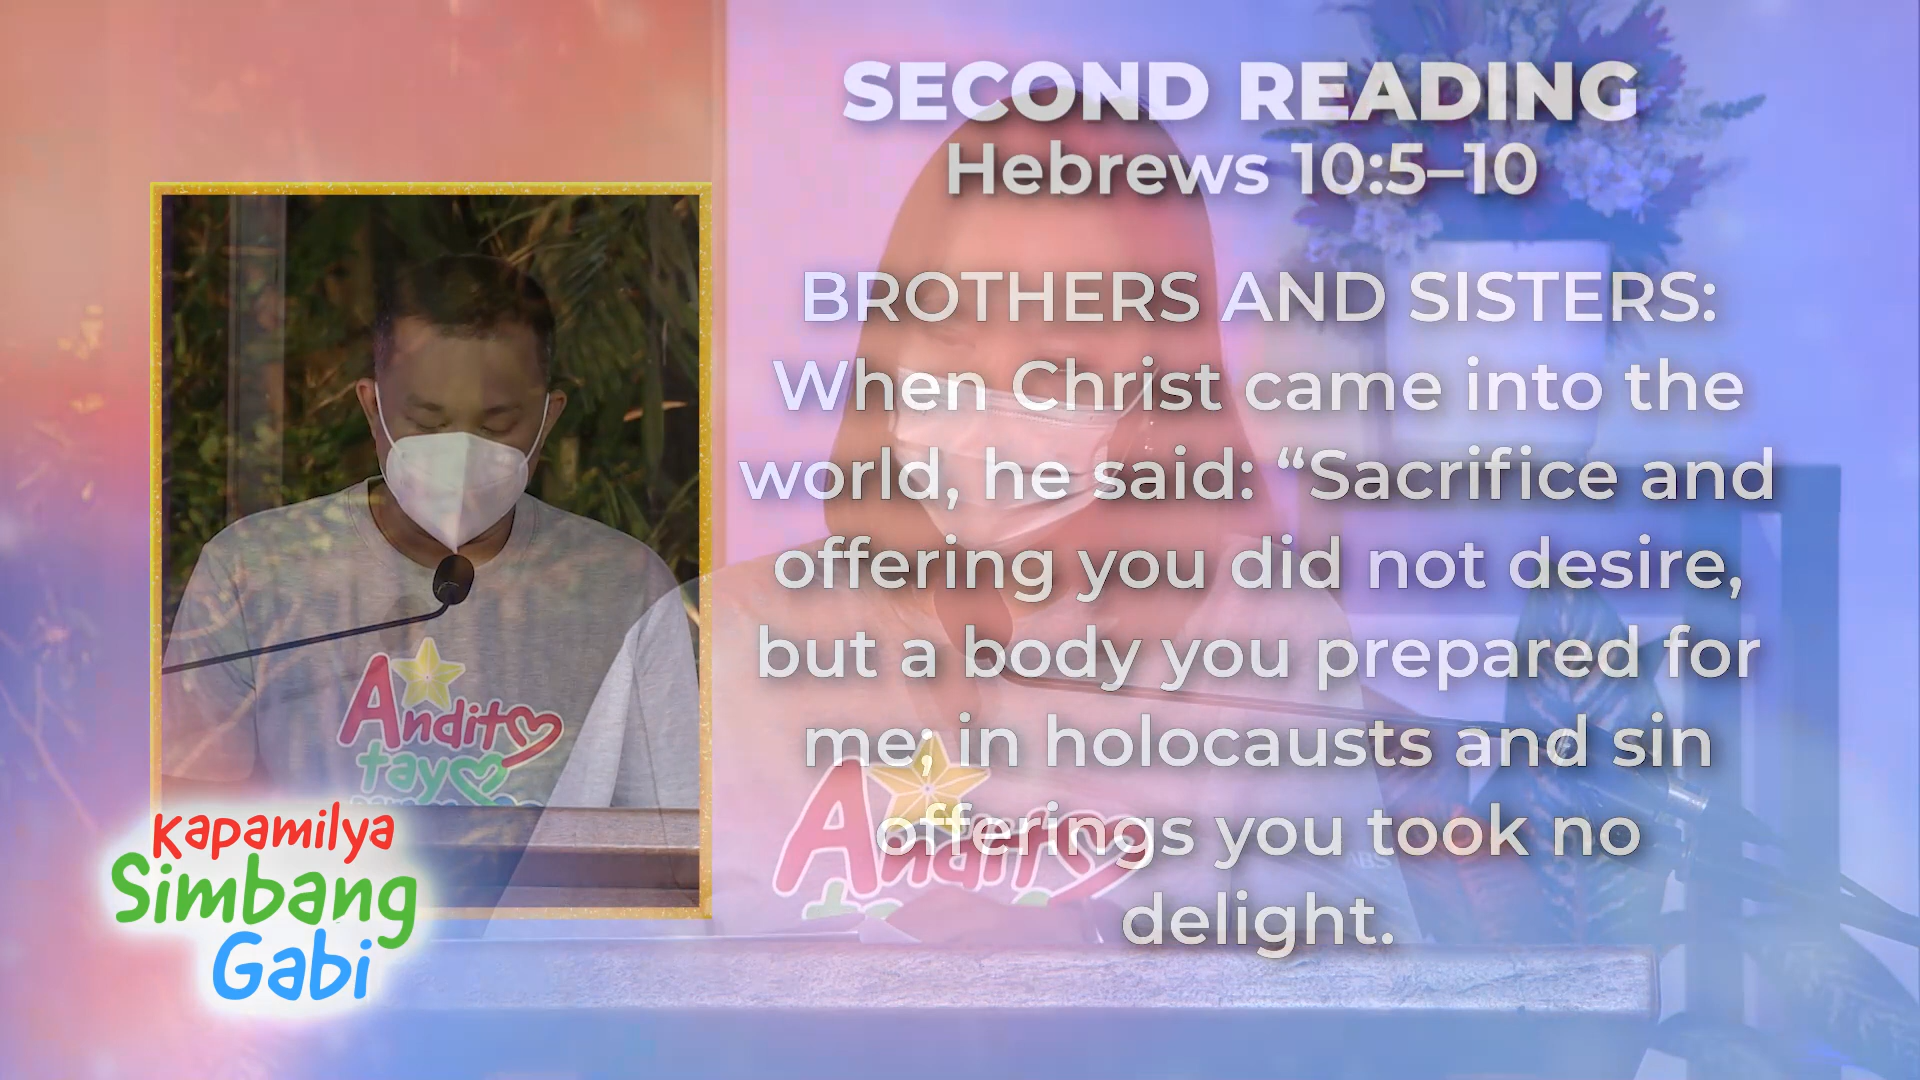 SECOND READING
Hebrews 10:5–10
BROTHERS AND SISTERS:
When Christ came into the
world, he said: “Sacrifice and
offering you did not desire,
but a body you prepared for
me; in holocausts and sin
offerings you took no
delight.
Andito
tayo
Kapamilya
Simbang
Gabi
Andito